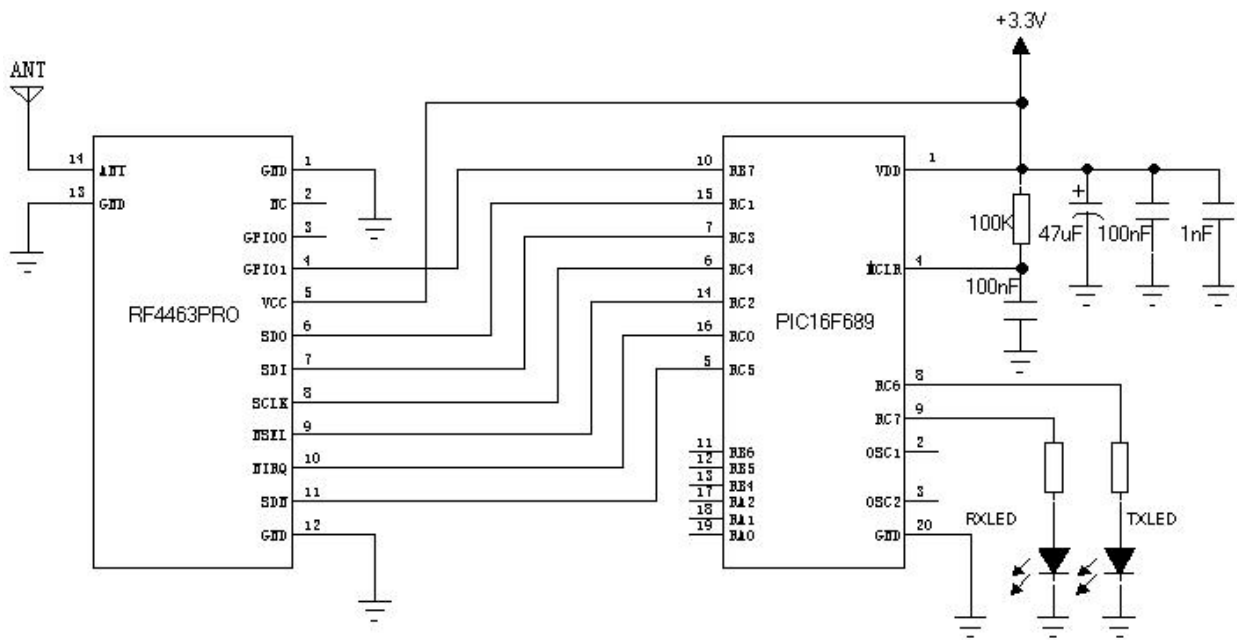 +3.3V
ANT
14 ANT
13 GND
GND 1
NC 2
GPIO0 3
GPIO1 4
VCC 5
SDO 6
SDI 7
SCLK 8
NSEL 9
NIRQ 10
SDN 11
GND 12
RF4463PRO
10 RB7
15 RC1
7 RC3
6 RC4
14 RC2
16 RC0
5 RC5
11 RB6
12 RB5
13 RB4
17 RA2
18 RA1
19 RA0
PIC16F689
VDD 1
MCLR 4
RC6 8
RC7 9
OSC1 2
OSC2 3
GND 20
100K
+
47uF
100nF
1nF
100nF
RXLED
TXLED